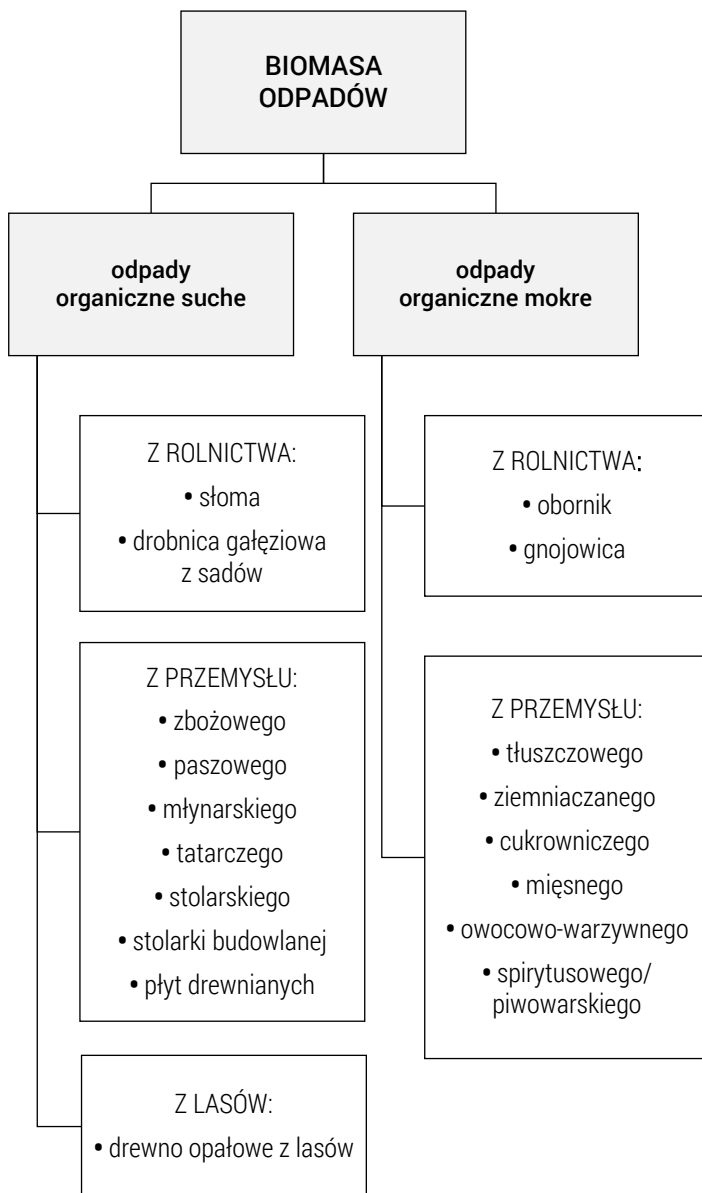 BIOMASA
ODPADÓW
odpady
organiczne suche
odpady
organiczne mokre
Z ROLNICTWA:
• słoma
• drobnica gałęziowa
z sadów
Z PRZEMYSŁU:
• zbożowego
• paszowego
• młynarskiego
• tatarczego
• stolarskiego
• stolarki budowlanej
• płyt drewnianych
Z LASÓW:
• drewno opałowe z lasów
Z ROLNICTWA:
• obornik
• gnojowica
Z PRZEMYSŁU:
• tłuszczowego
• ziemniaczanego
• cukrowniczego
• mięsnego
• owocowo-warzywnego
• spirytusowego/
piwowarskiego